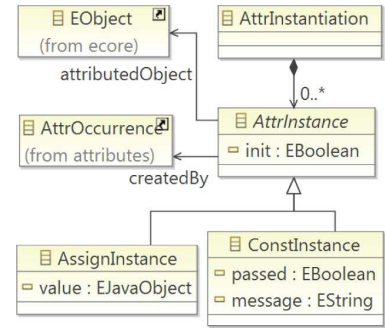 EObject
(from ecore)
AttrInstantiation
attributedObject
0..*
AttrOccurrence
(from attributes)
AttrInstance
init : EBoolean
createdBy
AssignInstance
value : EJavaObject
ConstInstance
passed : EBoolean
message : EString